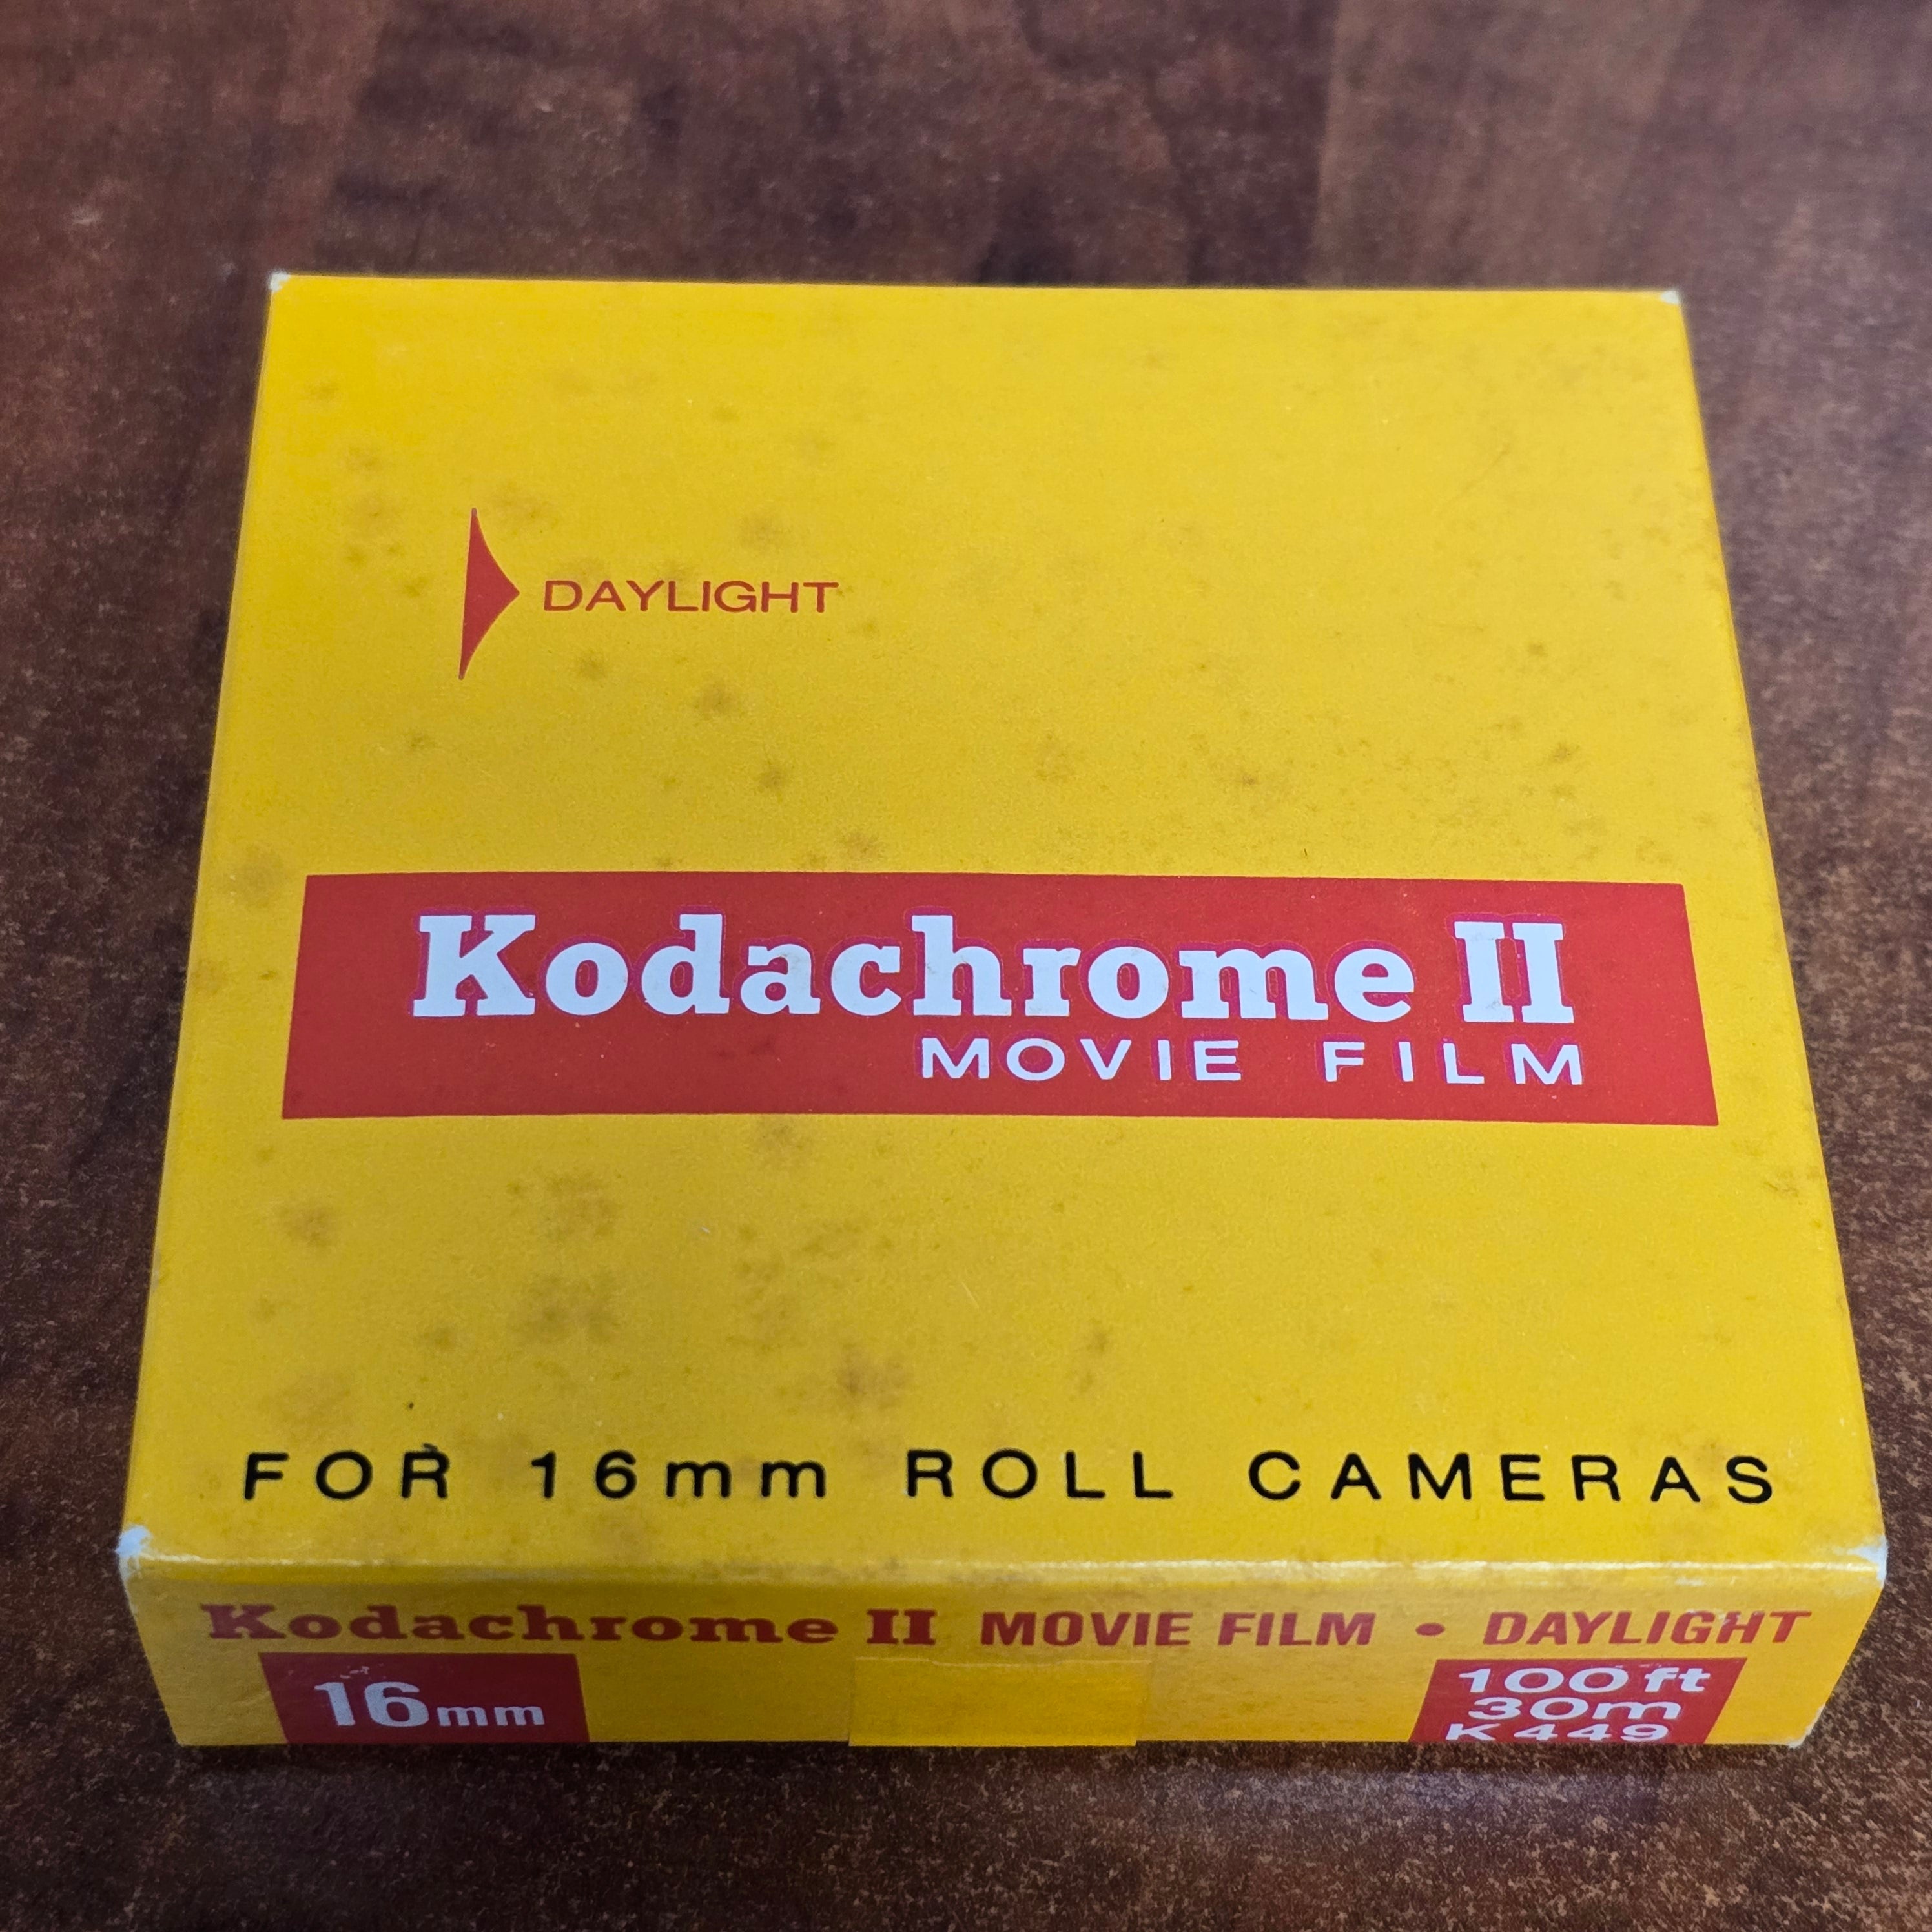 DAYLIGHT
Kodachrome II
MOVIE FILM
FOR 16mm ROLL CAMERAS
Kodachrome II MOVIE FILM • DAYLIGHT
16mm
100 ft
30m
K449